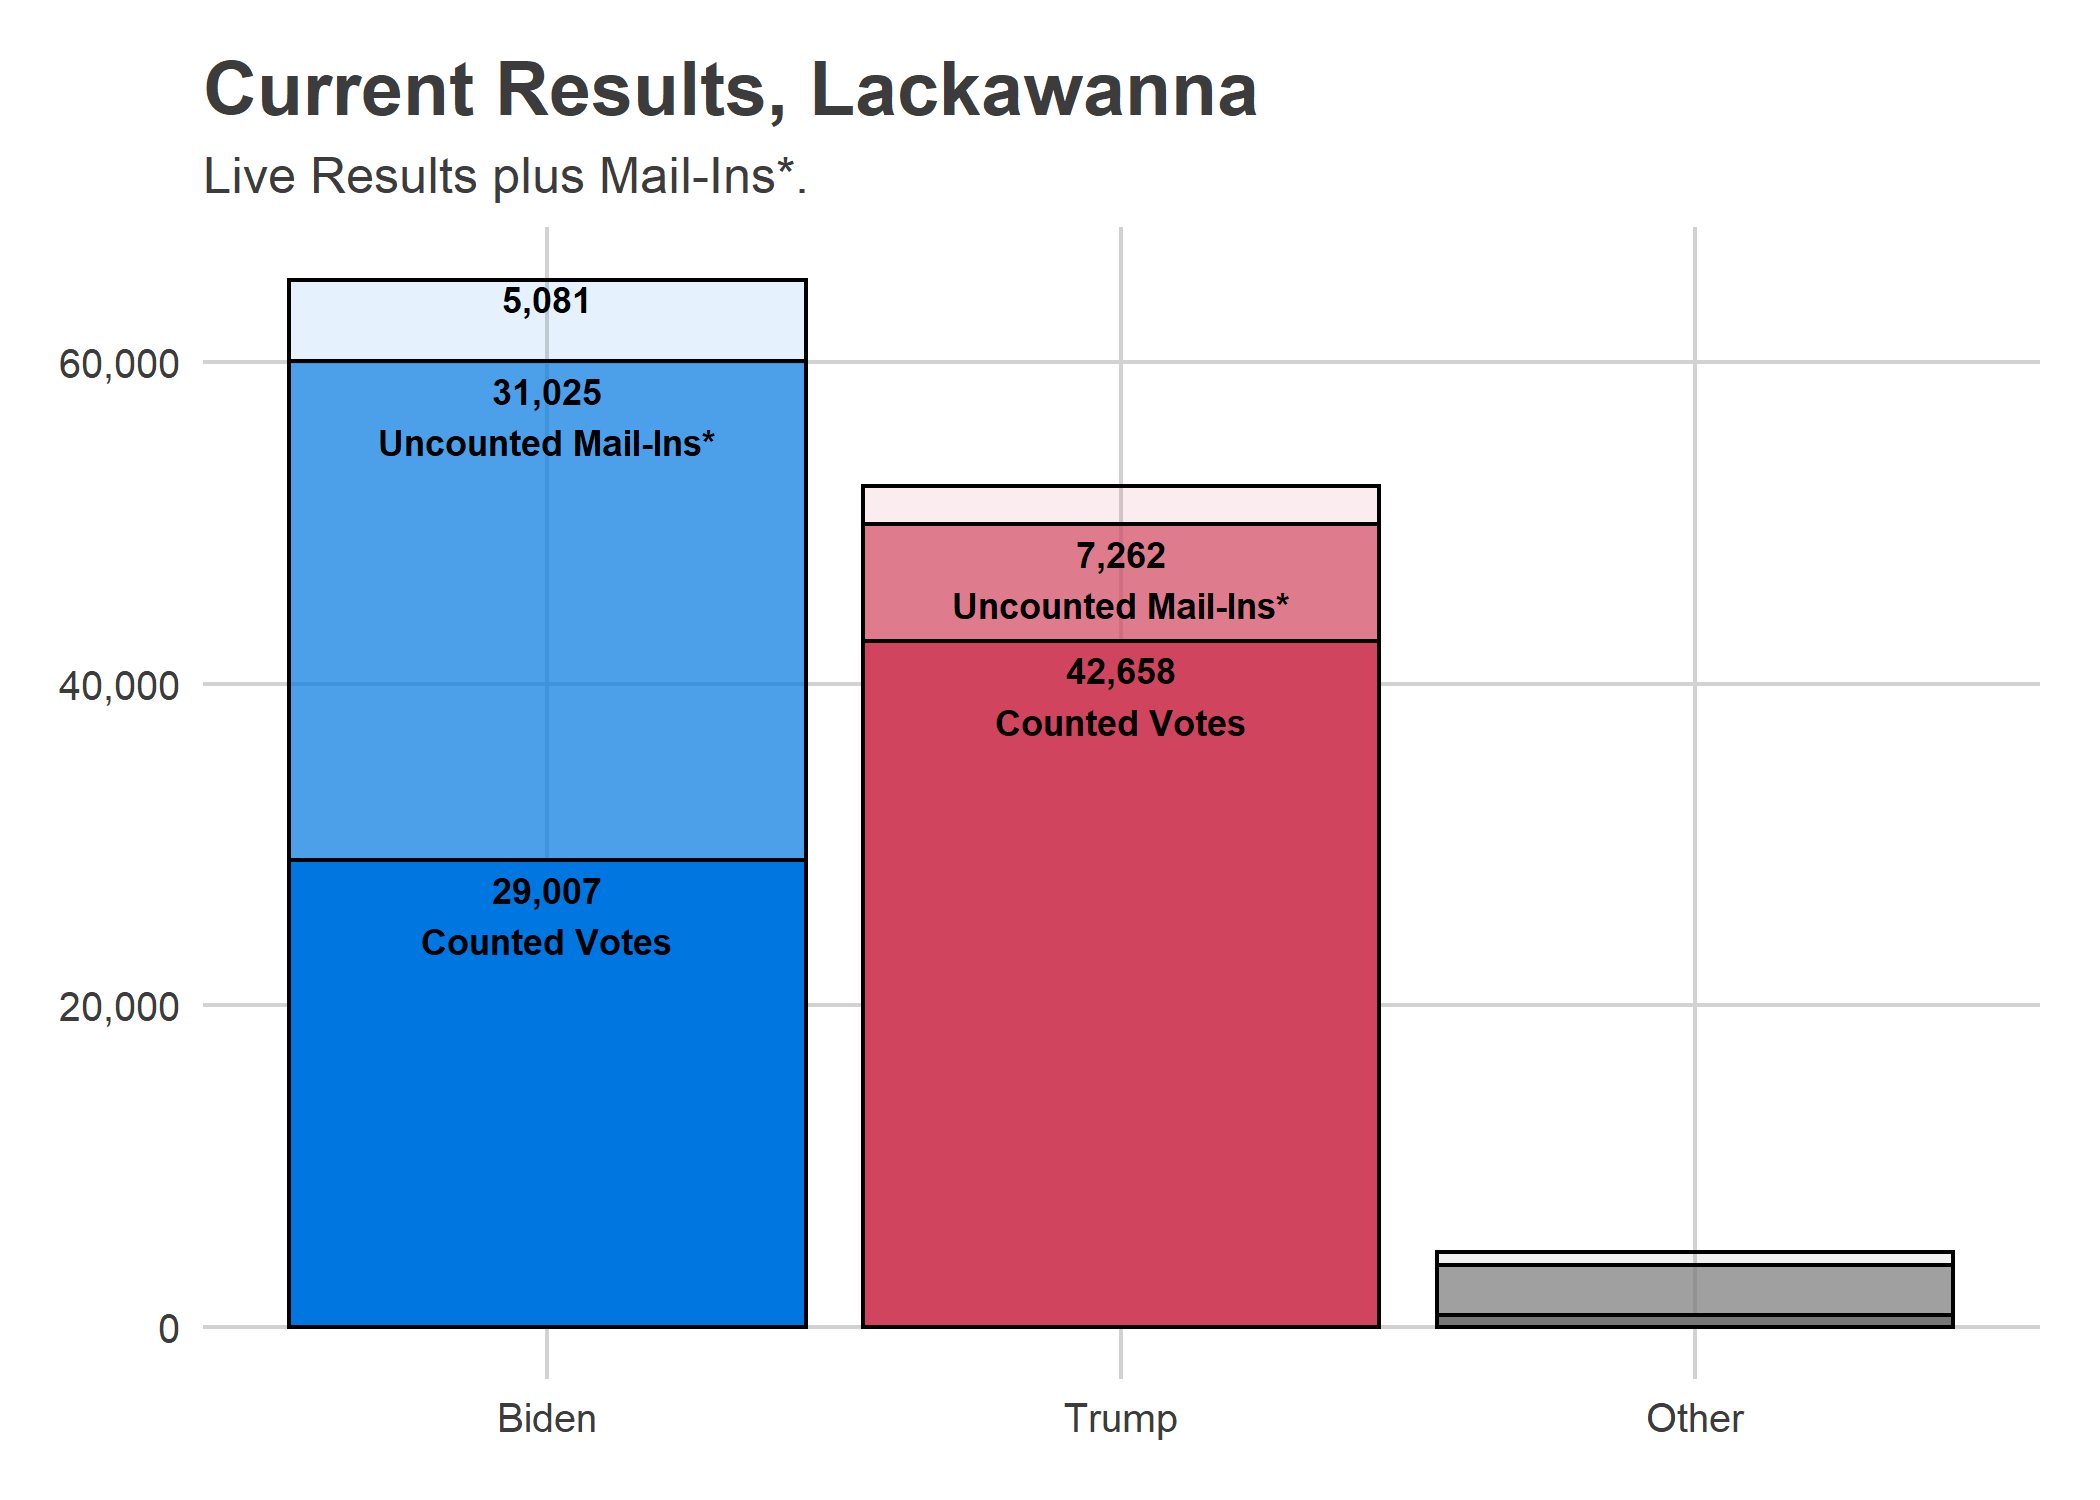 Current Results, Lackawanna
Live Results plus Mail-Ins*.
60,000
40,000
20,000
0
5,081
31,025
Uncounted Mail-Ins*
29,007
Counted Votes
7,262
Uncounted Mail-Ins*
42,658
Counted Votes
Biden
Trump
Other